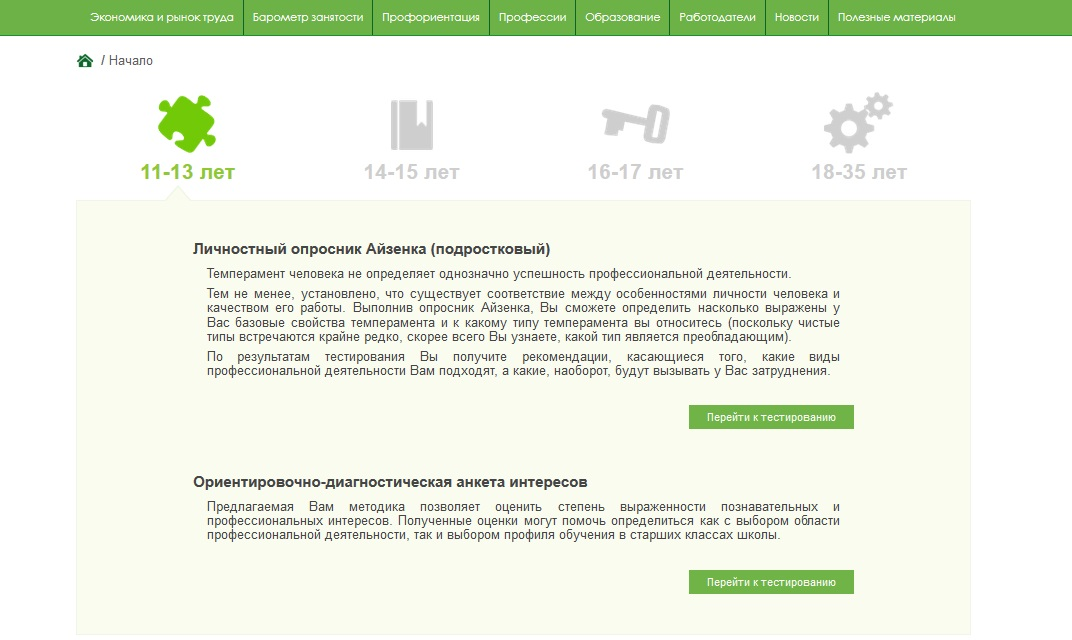 Экономика и рынок труда Барометр занятости Профориентация Профессии Образование Работодатели Новости Полезные материалы
/ Начало
11-13 лет 14-15 лет 16-17 лет 18-35 лет
Личностный опросник Айзенка (подростковый)
Темперамент человека не определяет однозначно успешность профессиональной деятельности.
Тем не менее, установлено, что существует соответствие между особенностями личности человека и
качеством его работы. Выполнив опросник Айзенка, Вы сможете определить насколько выражены у
Вас базовые свойства темперамента и к какому типу темперамента вы относитесь (поскольку чистые
типы встречаются крайне редко, скорее всего Вы узнаете, какой тип является преобладающим).
По результатам тестирования Вы получите рекомендации, касающиеся того, какие виды
профессиональной деятельности Вам подходят, а какие, наоборот, будут вызывать у Вас затруднения.
Перейти к тестированию
Ориентировочно-диагностическая анкета интересов
Предлагаемая Вам методика позволяет оценить степень выраженности познавательных и
профессиональных интересов. Полученные оценки могут помочь определиться как с выбором области
профессиональной деятельности, так и выбором профиля обучения в старших классах школы.
Перейти к тестированию